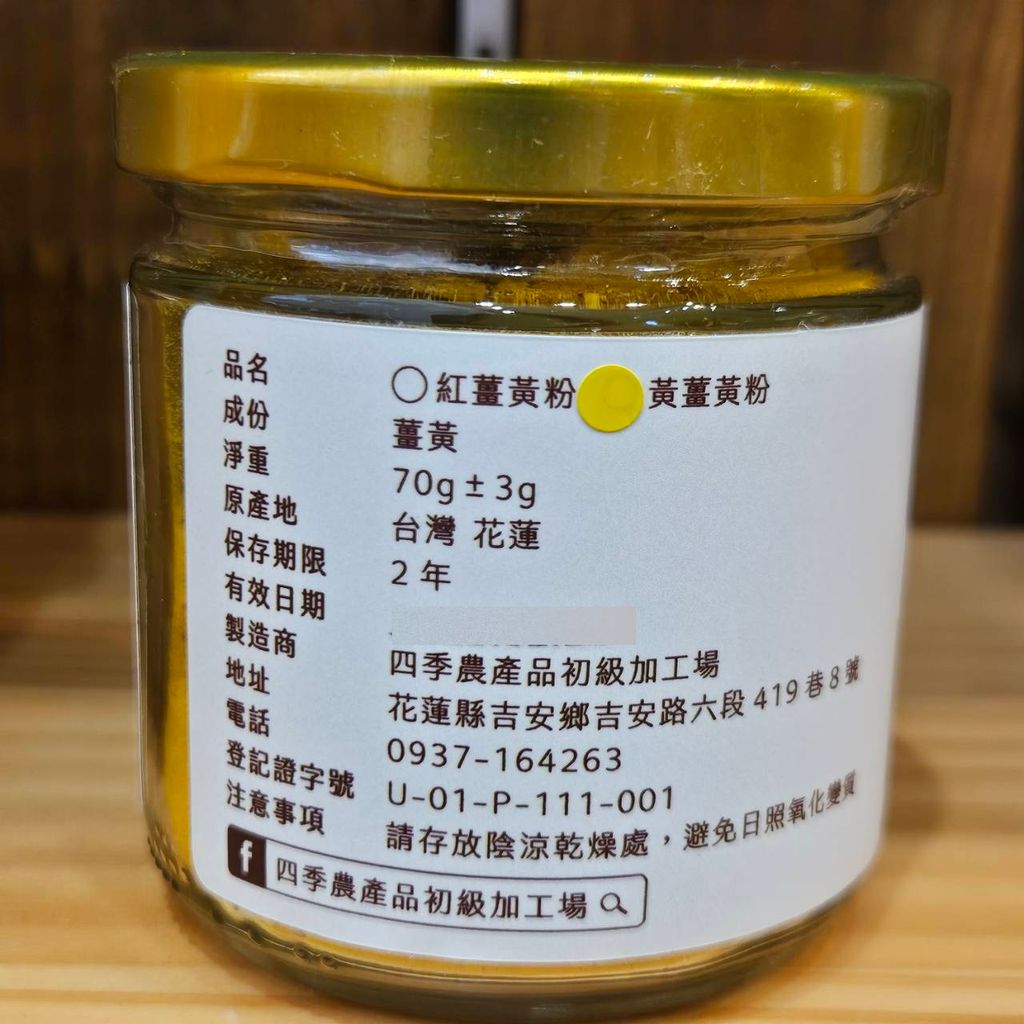 品名 ○紅薑黃粉 黃薑黃粉
成份 薑黃
淨重 70g±3g
原產地 台灣 花蓮
保存期限 2年
有效日期
製造商 四季農產品初級加工場
地址 花蓮縣吉安鄉吉安路六段419巷8號
電話 0937-164263
登記證字號 U-01-P-111-001
注意事項 請存放陰涼乾燥處，避免日照氧化變質
f 四季農產品初級加工場